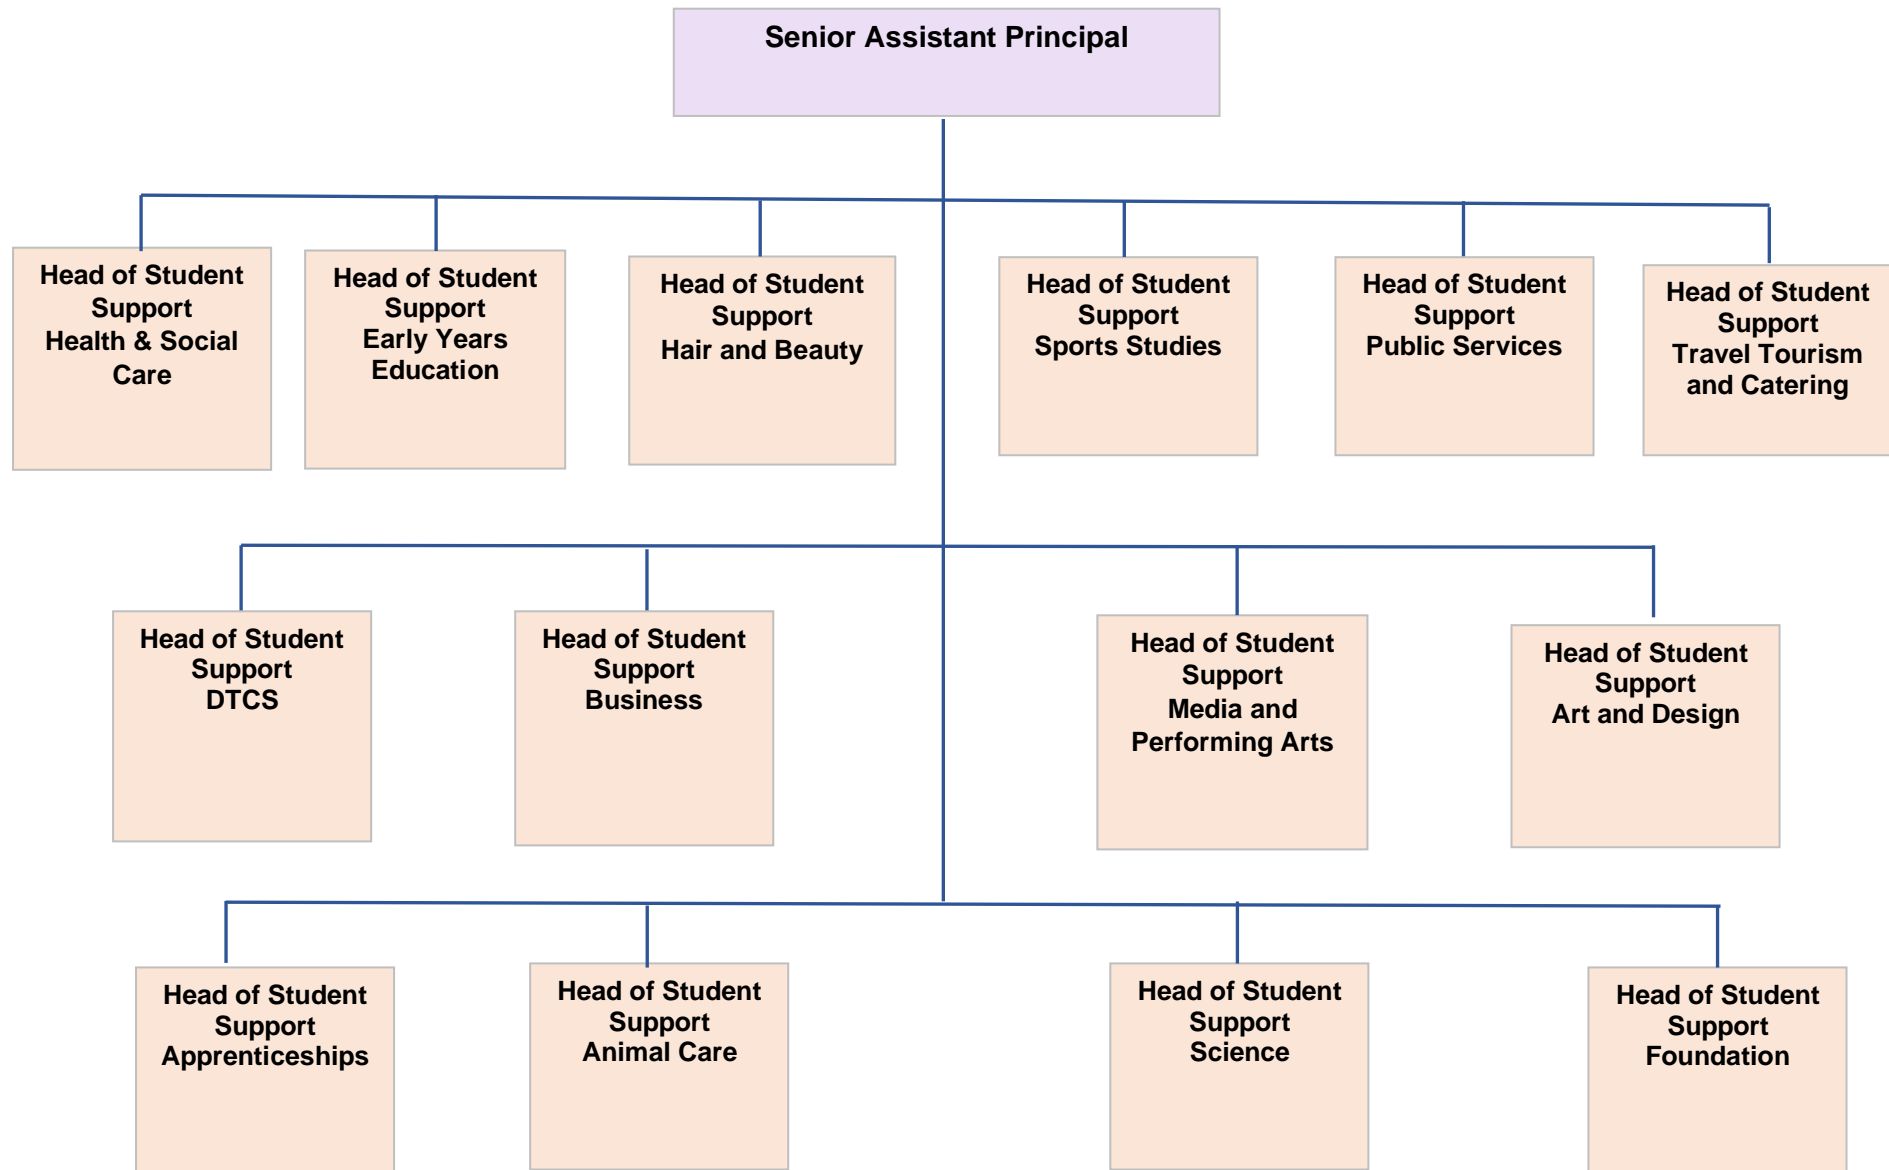 Senior Assistant Principal
Head of Student
Support
Health & Social
Care
Head of Student
Support
Early Years
Education
Head of Student
Support
Hair and Beauty
Head of Student
Support
Sports Studies
Head of Student
Support
Public Services
Head of Student
Support
Travel Tourism
and Catering
Head of Student
Support
DTCS
Head of Student
Support
Business
Head of Student
Support
Media and
Performing Arts
Head of Student
Support
Art and Design
Head of Student
Support
Apprenticeships
Head of Student
Support
Animal Care
Head of Student
Support
Science
Head of Student
Support
Foundation